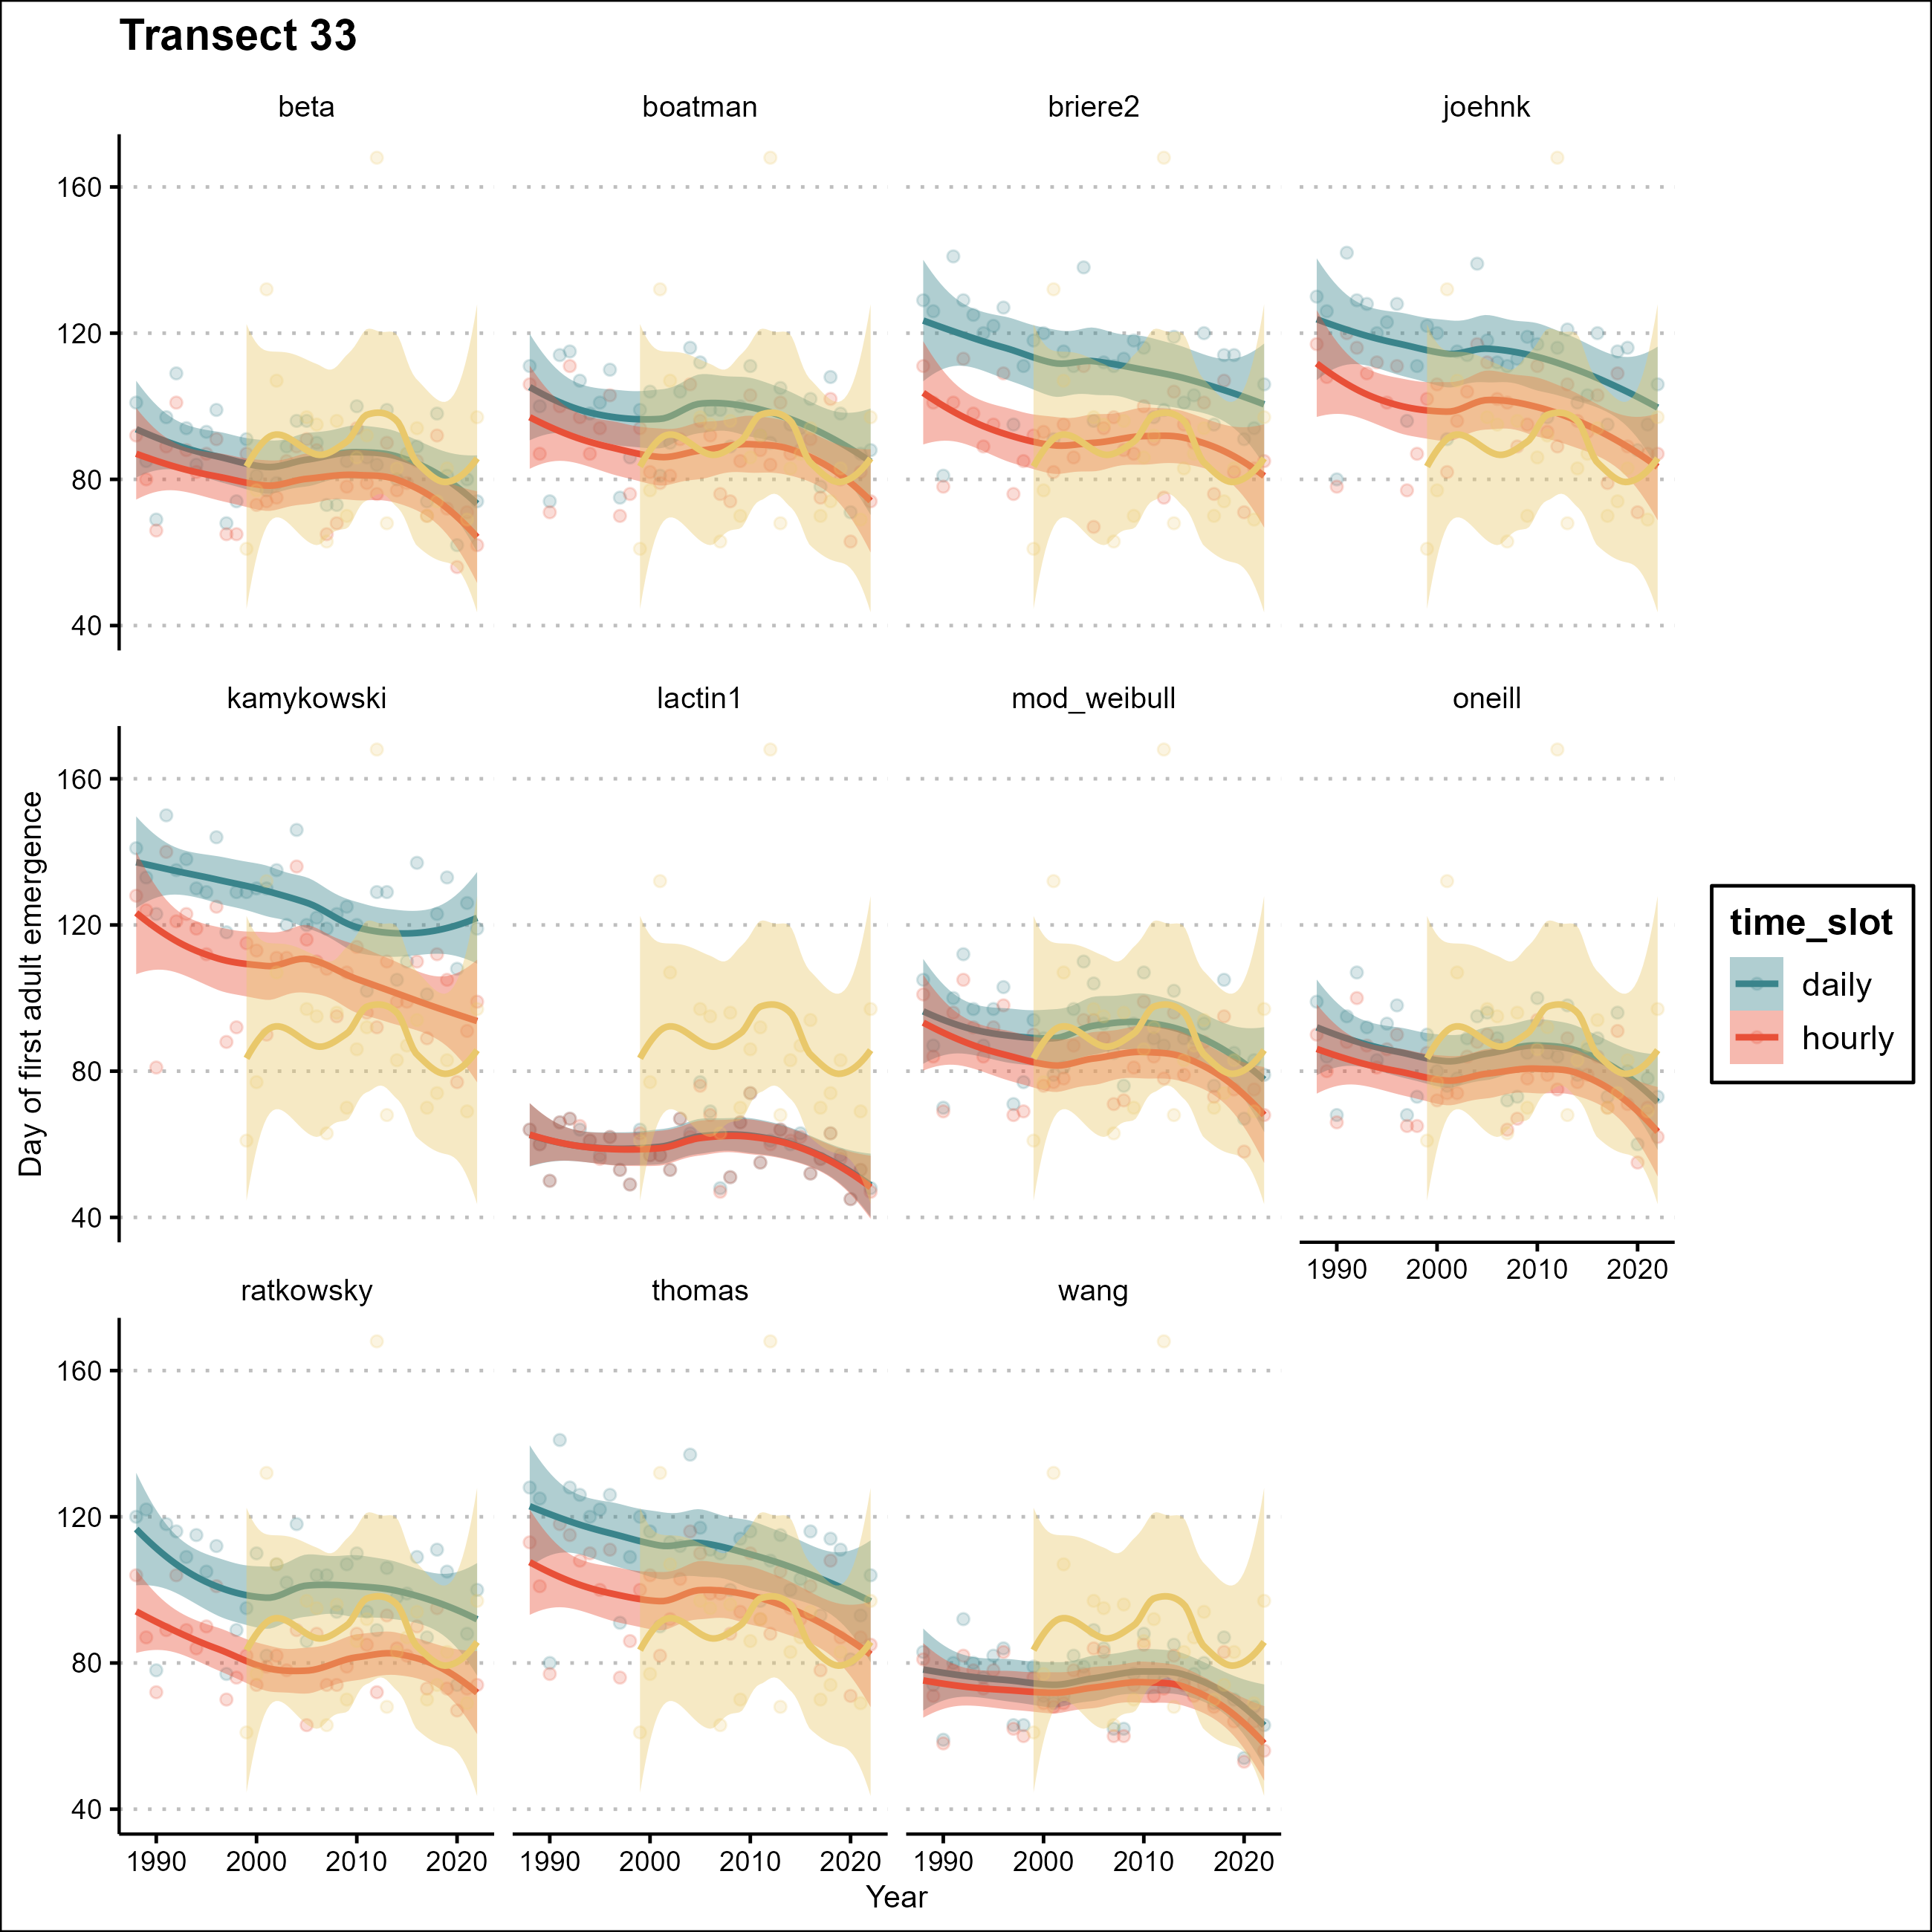 Transect 33
beta boatman briere2 joehnk
160
120
80
40
kamykowski lactin1 mod_weibull oneill
160
120
80
40
1990 2000 2010 2020
ratkowsky thomas wang
160
120
80
40
1990 2000 2010 2020 1990 2000 2010 2020 1990 2000 2010 2020
Year
Day of first adult emergence
time_slot
daily
hourly